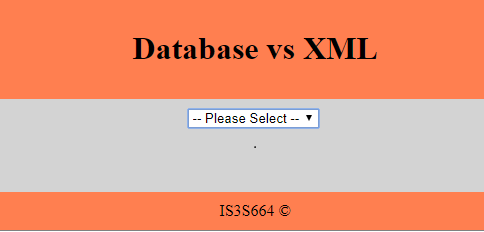 Database vs XML
-- Please Select --
.
IS3S664 ©